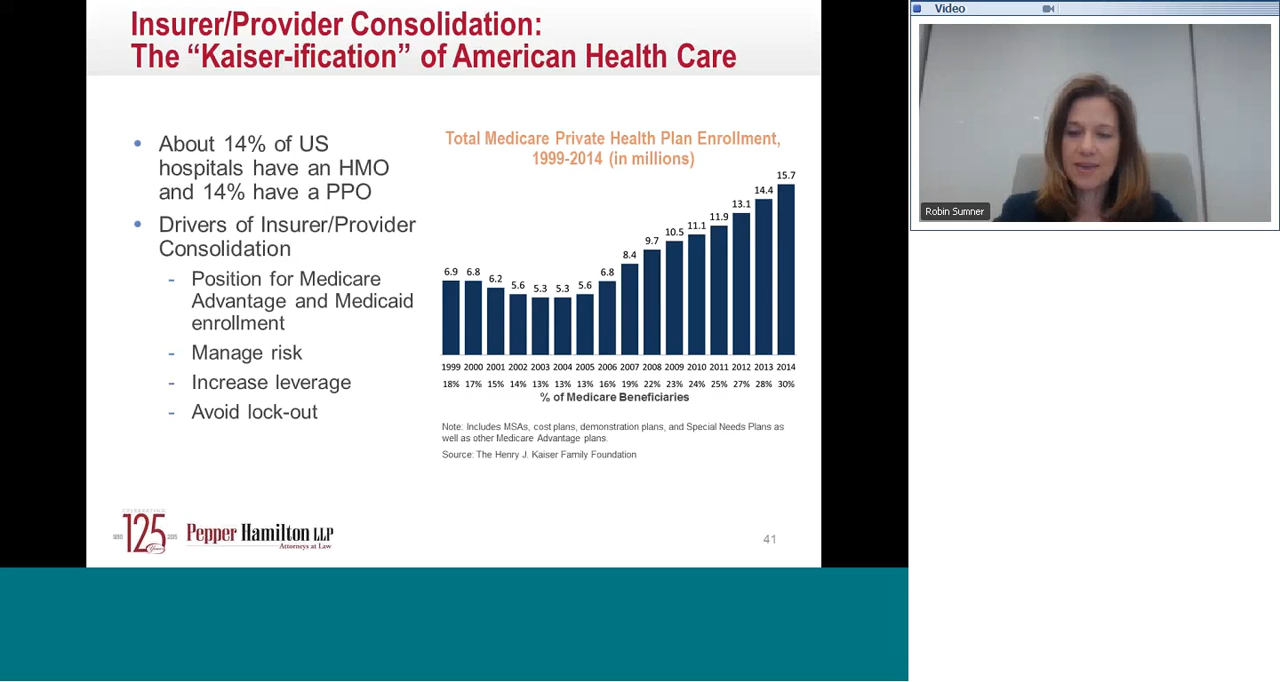 Insurer/Provider Consolidation:
The “Kaiser-ification” of American Health Care
• About 14% of US
hospitals have an HMO
and 14% have a PPO
• Drivers of Insurer/Provider
Consolidation
- Position for Medicare
Advantage and Medicaid
enrollment
- Manage risk
- Increase leverage
- Avoid lock-out
Total Medicare Private Health Plan Enrollment,
1999-2014 (in millions)
6.9 6.8 6.2 5.6 5.3 5.3 5.6 6.8 8.4 9.7 10.5 11.1 11.9 13.1 14.4 15.7
1999 2000 2001 2002 2003 2004 2005 2006 2007 2008 2009 2010 2011 2012 2013 2014
18% 17% 15% 14% 13% 13% 13% 16% 19% 22% 23% 24% 25% 27% 28% 30%
% of Medicare Beneficiaries
Note: Includes MSAs, cost plans, demonstration plans, and Special Needs Plans as
well as other Medicare Advantage plans.
Source: The Henry J. Kaiser Family Foundation
CELEBRATING
125
Years
Pepper Hamilton LLP
Attorneys at Law
41
Video
Robin Sumner